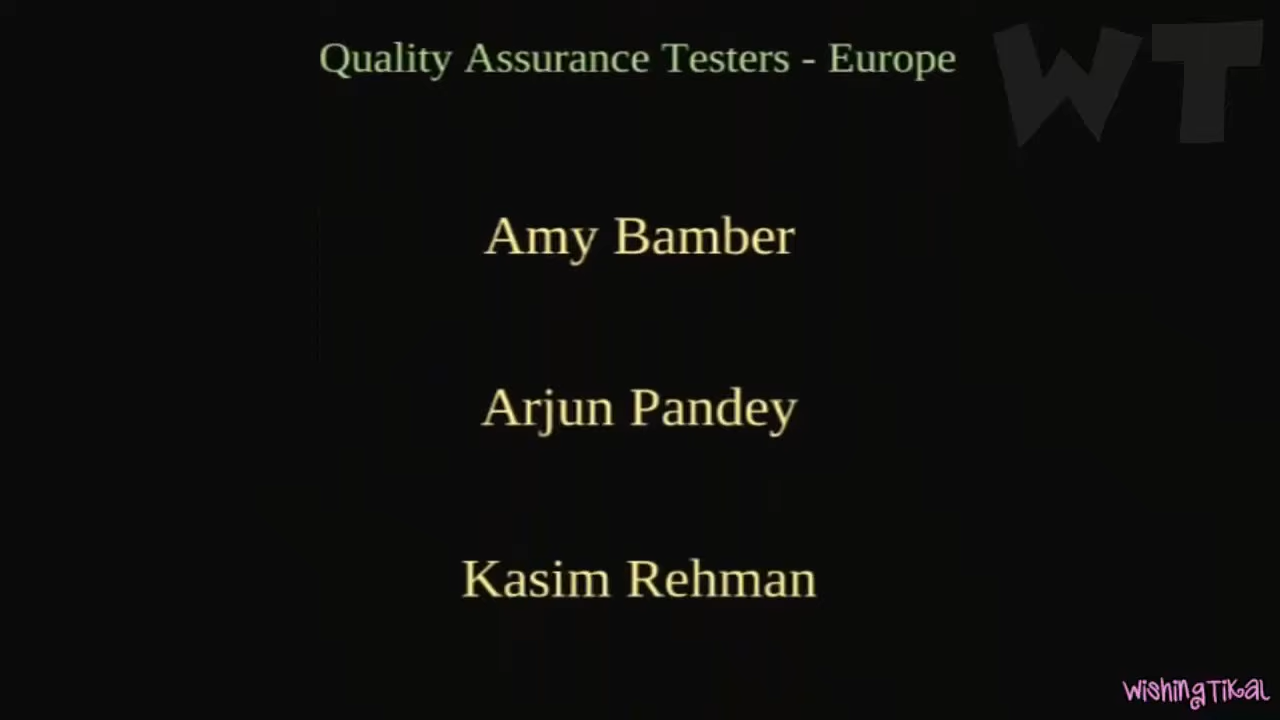 Quality Assurance Testers - Europe
WT
Amy Bamber
Arjun Pandey
Kasim Rehman
WishingTikal